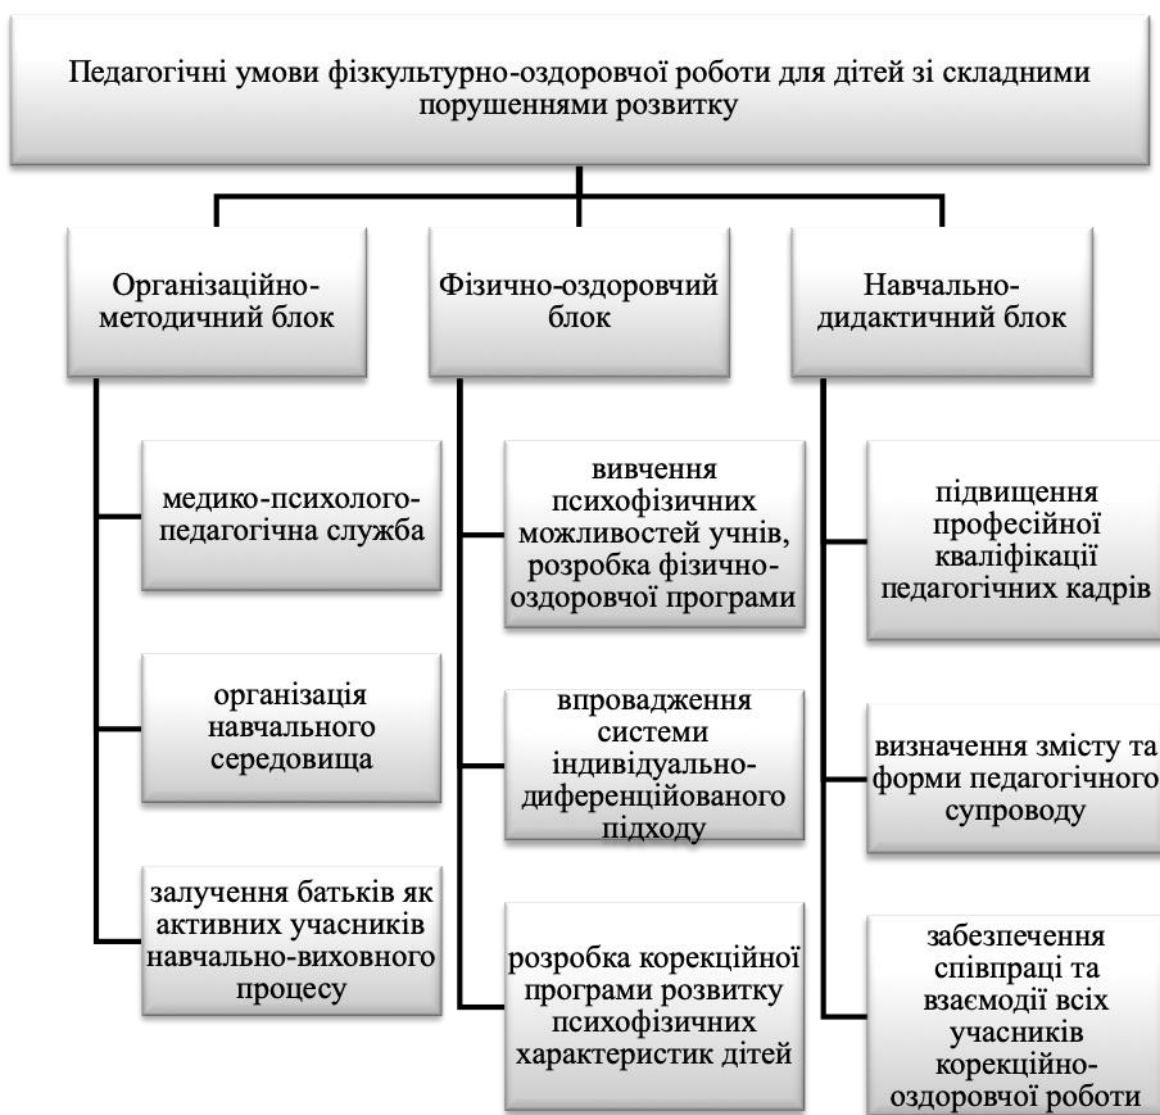 Педагогічні умови фізкультурно-оздоровчої роботи для дітей зі складними
порушеннями розвитку
Організаційно-
методичний блок
медико-психолого-
педагогічна служба
організація
навчального
середовища
залучення батьків як
активних учасників
навчально-виховного
процесу
Фізично-оздоровчий
блок
вивчення
психофізичних
можливостей учнів,
розробка фізично-
оздоровчої програми
впровадження
системи
індивідуально-
диференційованого
підходу
розробка корекційної
програми розвитку
психофізичних
характеристик дітей
Навчально-
дидактичний блок
підвищення
професійної
кваліфікації
педагогічних кадрів
визначення змісту та
форми педагогічного
супроводу
забезпечення
співпраці та
взаємодії всіх
учасників
корекційно-
оздоровчої роботи